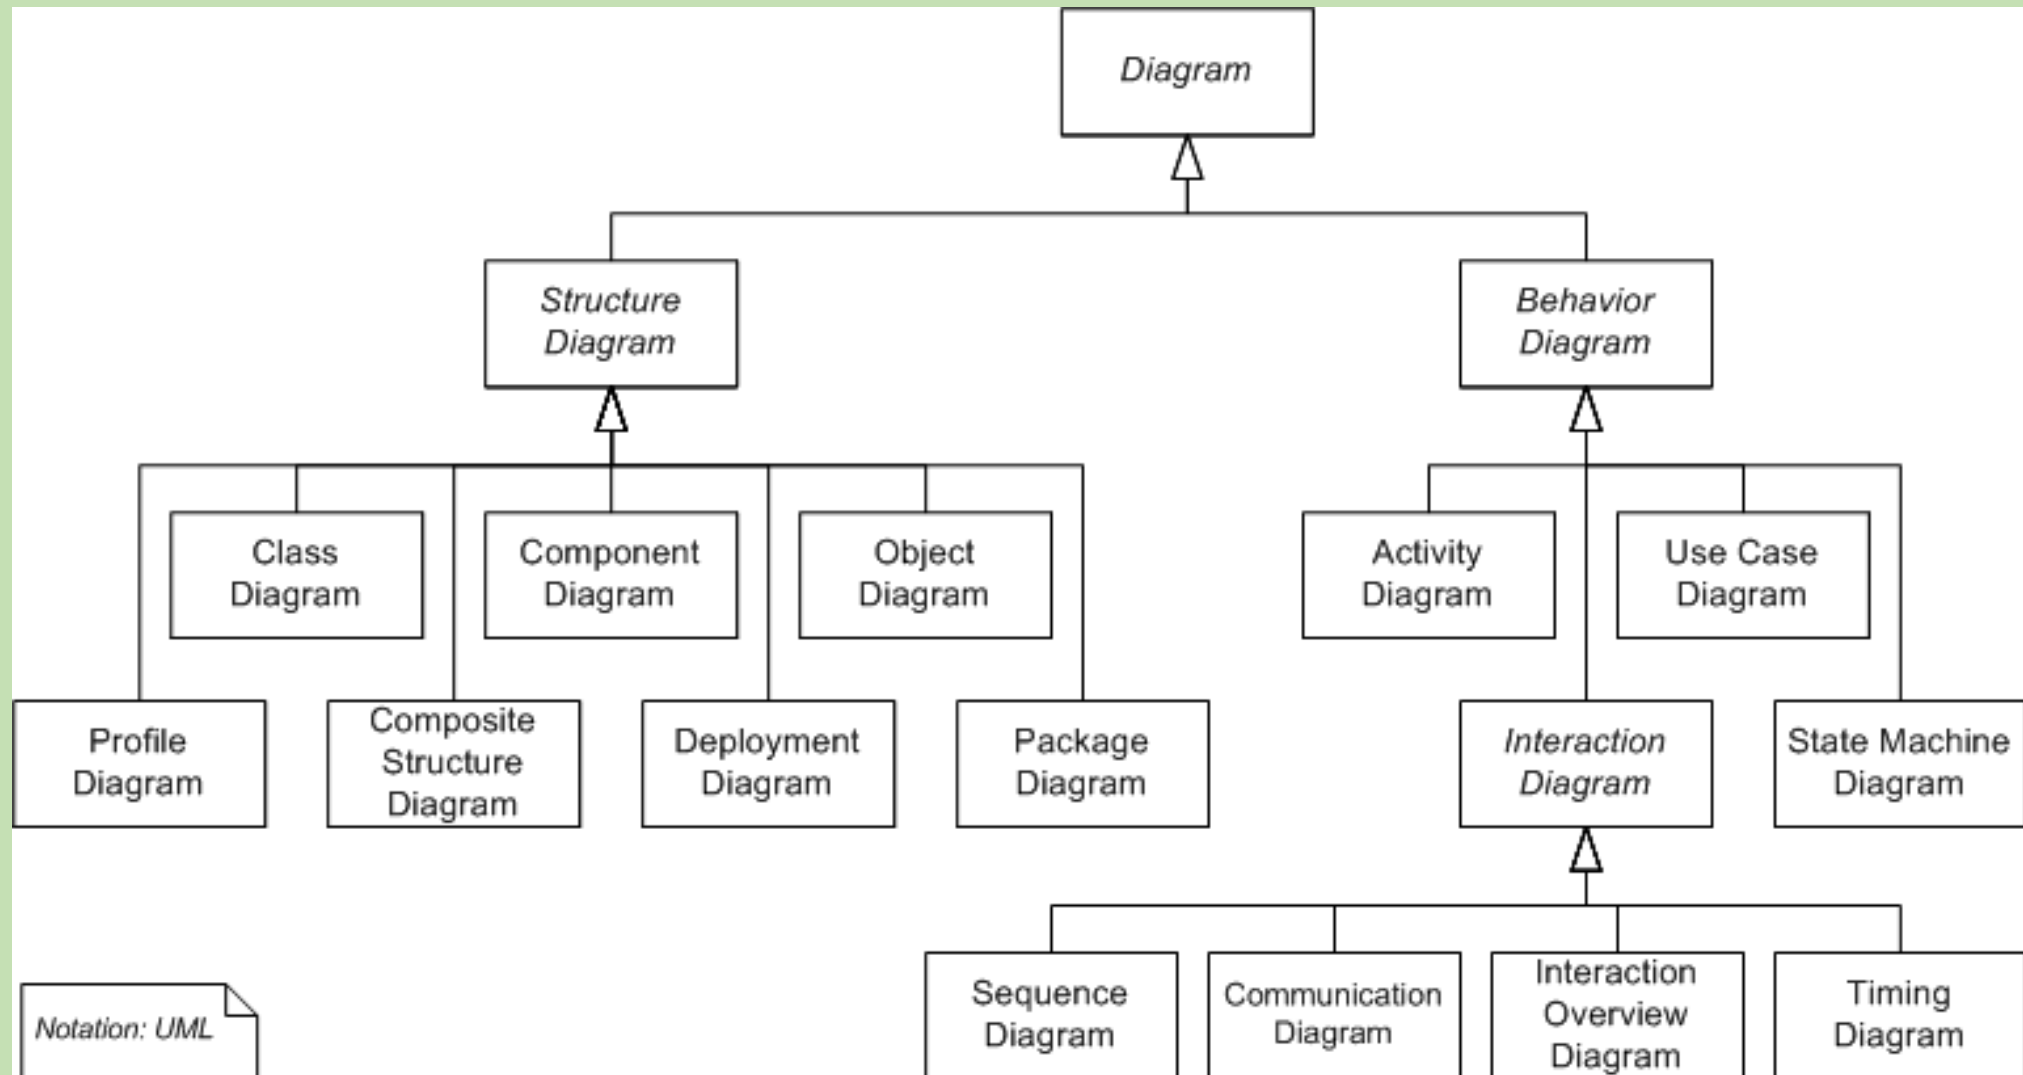 Diagram
Structure
Diagram
Behavior
Diagram
Class
Diagram
Component
Diagram
Object
Diagram
Activity
Diagram
Use Case
Diagram
Profile
Diagram
Composite
Structure
Diagram
Deployment
Diagram
Package
Diagram
Interaction
Diagram
State Machine
Diagram
Sequence
Diagram
Communication
Diagram
Interaction
Overview
Diagram
Timing
Diagram
Notation: UML